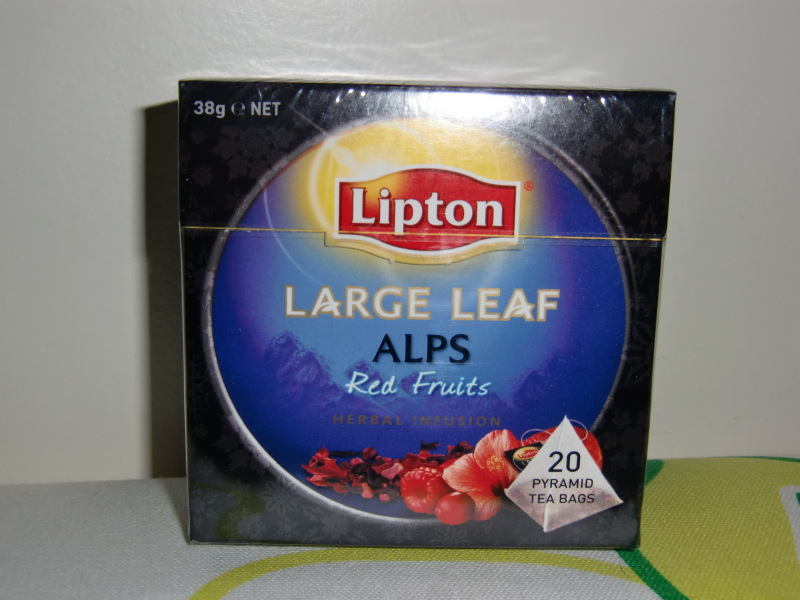 38g ℮ NET
Lipton®
LARGE LEAF
ALPS
Red Fruits
HERBAL INFUSION
20
PYRAMID
TEA BAGS